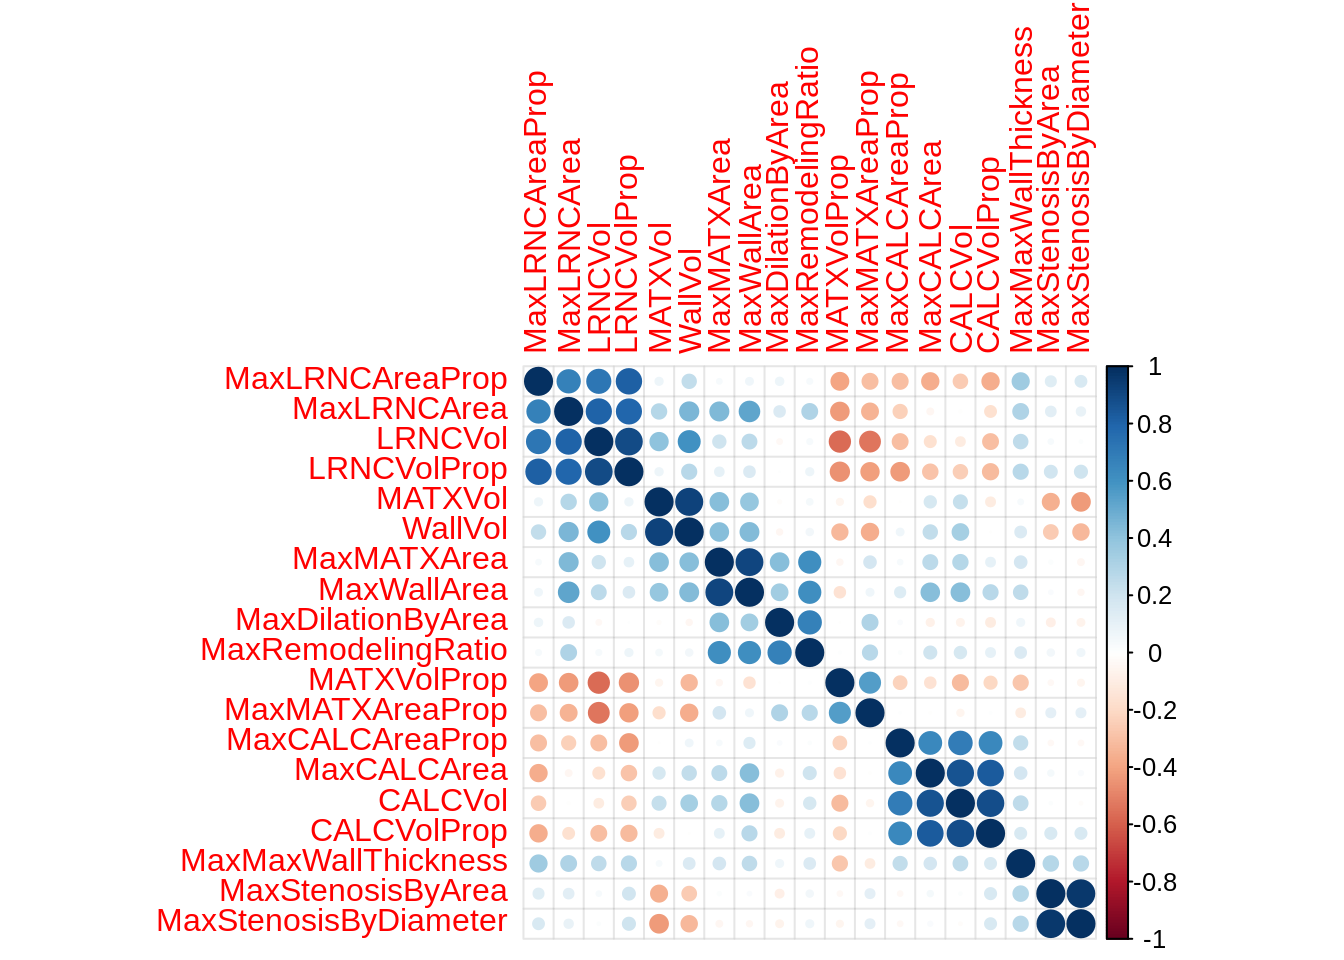 MaxLRNCAreaProp
MaxLRNCArea
LRNCVol
LRNCVolProp
MATXVol
WallVol
MaxMATXArea
MaxWallArea
MaxDilationByArea
MaxRemodelingRatio
MATXVolProp
MaxMATXAreaProp
MaxCALCAreaProp
MaxCALCArea
CALCVol
CALCVolProp
MaxMaxWallThickness
MaxStenosisByArea
MaxStenosisByDiameter
MaxLRNCAreaProp
MaxLRNCArea
LRNCVol
LRNCVolProp
MATXVol
WallVol
MaxMATXArea
MaxWallArea
MaxDilationByArea
MaxRemodelingRatio
MATXVolProp
MaxMATXAreaProp
MaxCALCAreaProp
MaxCALCArea
CALCVol
CALCVolProp
MaxMaxWallThickness
MaxStenosisByArea
MaxStenosisByDiameter
1
0.8
0.6
0.4
0.2
0
-0.2
-0.4
-0.6
-0.8
-1